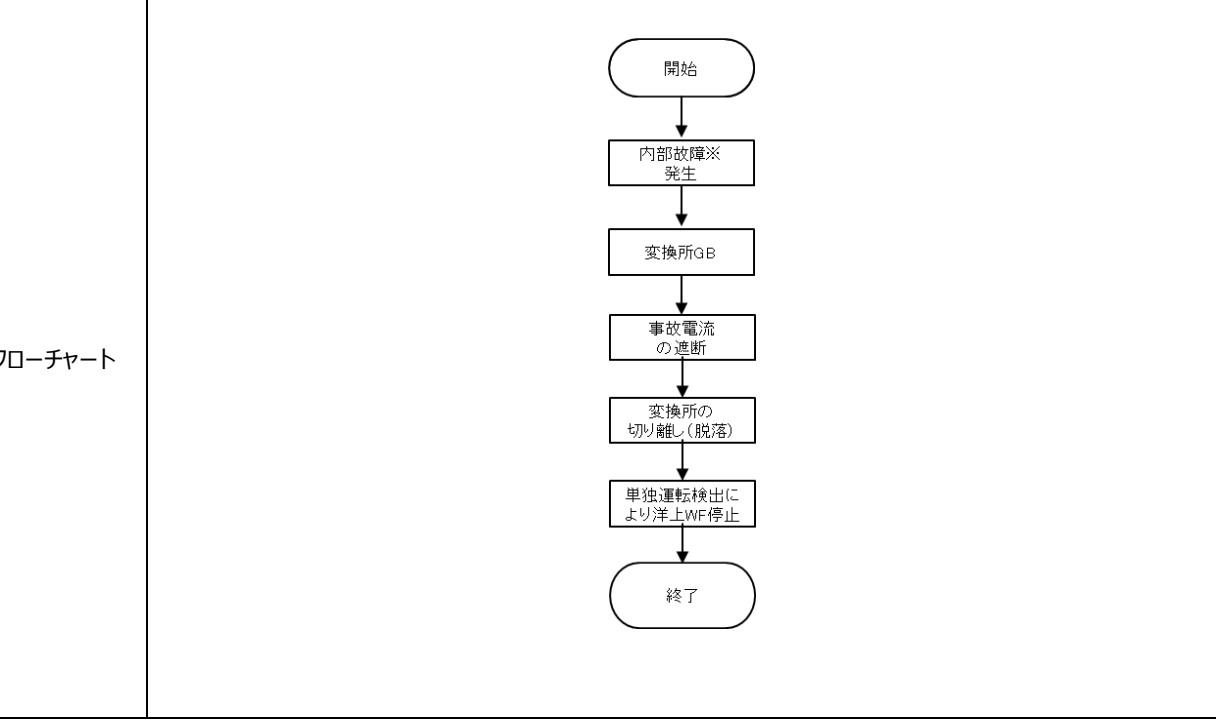 フローチャート
開始
内部故障※
発生
変換所GB
事故電流
の遮断
変換所の
切り離し(脱落)
単独運転検出に
より洋上WF停止
終了